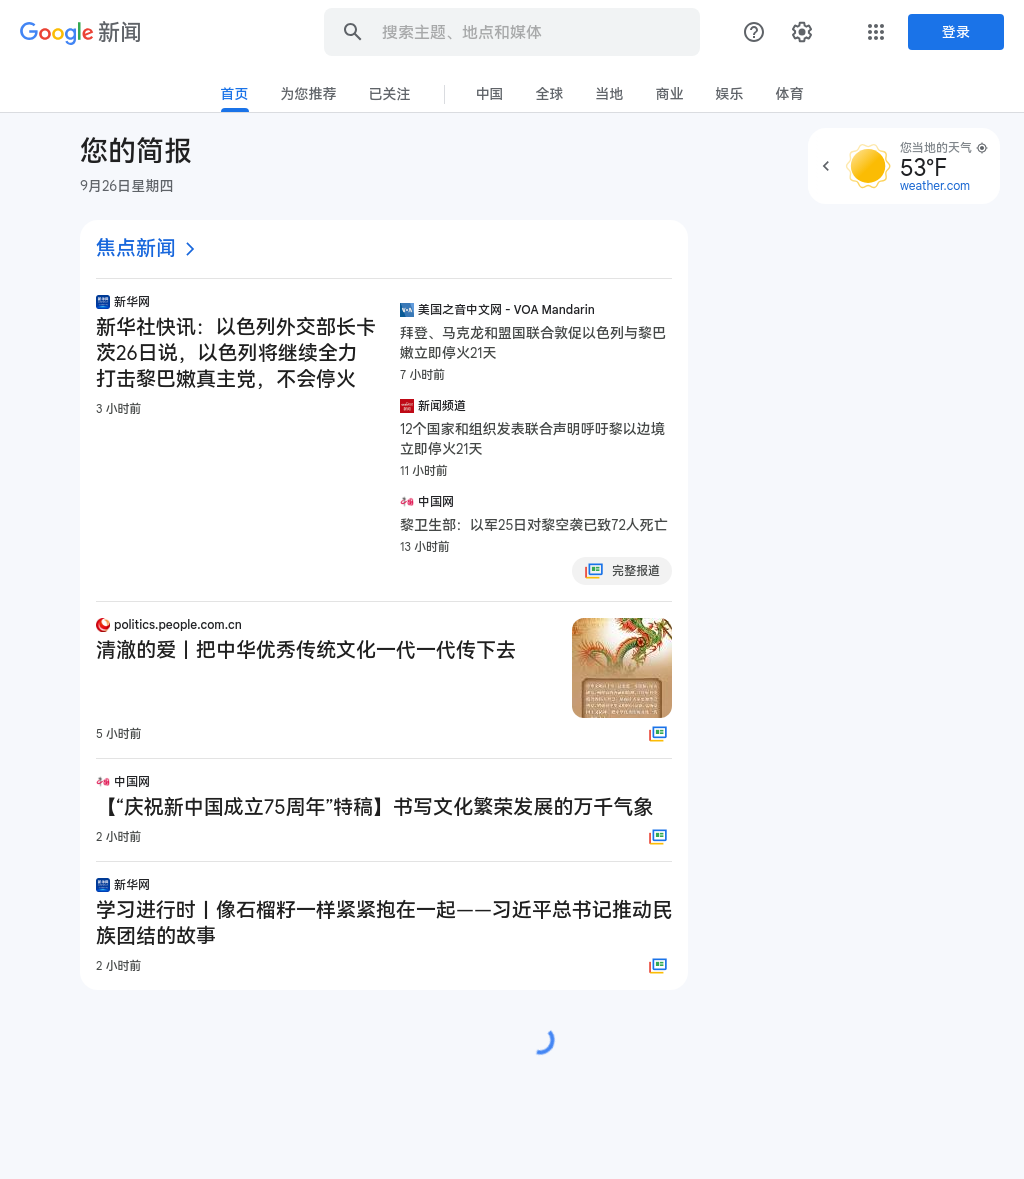 Google 新闻
搜索主题、地点和媒体
登录
首页
为您推荐
已关注
中国
全球
当地
商业
娱乐
体育
您的简报
9月26日星期四
您当地的天气
53°F
weather.com
焦点新闻
新华网
新华社快讯：以色列外交部长卡
茨26日说，以色列将继续全力
打击黎巴嫩真主党，不会停火
3 小时前
美国之音中文网 - VOA Mandarin
拜登、马克龙和盟国联合敦促以色列与黎巴
嫩立即停火21天
7 小时前
新闻频道
12个国家和组织发表联合声明呼吁黎以边境
立即停火21天
11 小时前
中国网
黎卫生部：以军25日对黎空袭已致72人死亡
13 小时前
完整报道
politics.people.com.cn
清澈的爱丨把中华优秀传统文化一代一代传下去
5 小时前
中国网
【“庆祝新中国成立75周年”特稿】书写文化繁荣发展的万千气象
2 小时前
新华网
学习进行时丨像石榴籽一样紧紧抱在一起——习近平总书记推动民
族团结的故事
2 小时前